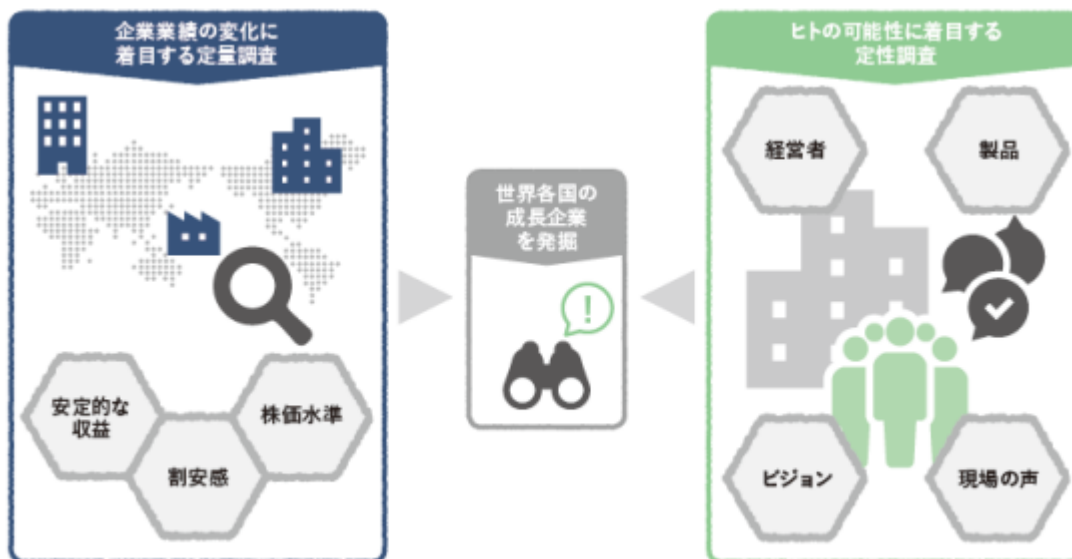 企業業績の変化に
着目する定量調査
安定的な
収益
割安感
株価水準
世界各国の
成長企業
を発掘
!
ヒトの可能性に着目する
定性調査
経営者
製品
ビジョン
現場の声